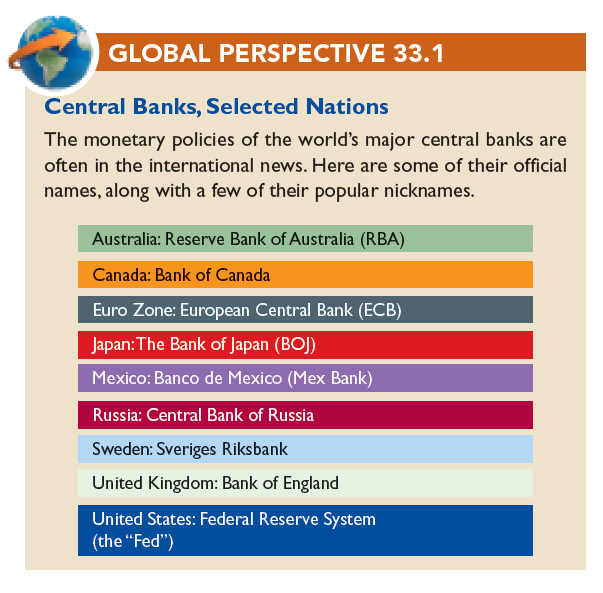 GLOBAL PERSPECTIVE 33.1
Central Banks, Selected Nations
The monetary policies of the world's major central banks are
often in the international news. Here are some of their official
names, along with a few of their popular nicknames.
Australia: Reserve Bank of Australia (RBA)
Canada: Bank of Canada
Euro Zone: European Central Bank (ECB)
Japan: The Bank of Japan (BOJ)
Mexico: Banco de Mexico (Mex Bank)
Russia: Central Bank of Russia
Sweden: Sveriges Riksbank
United Kingdom: Bank of England
United States: Federal Reserve System
(the “Fed”)